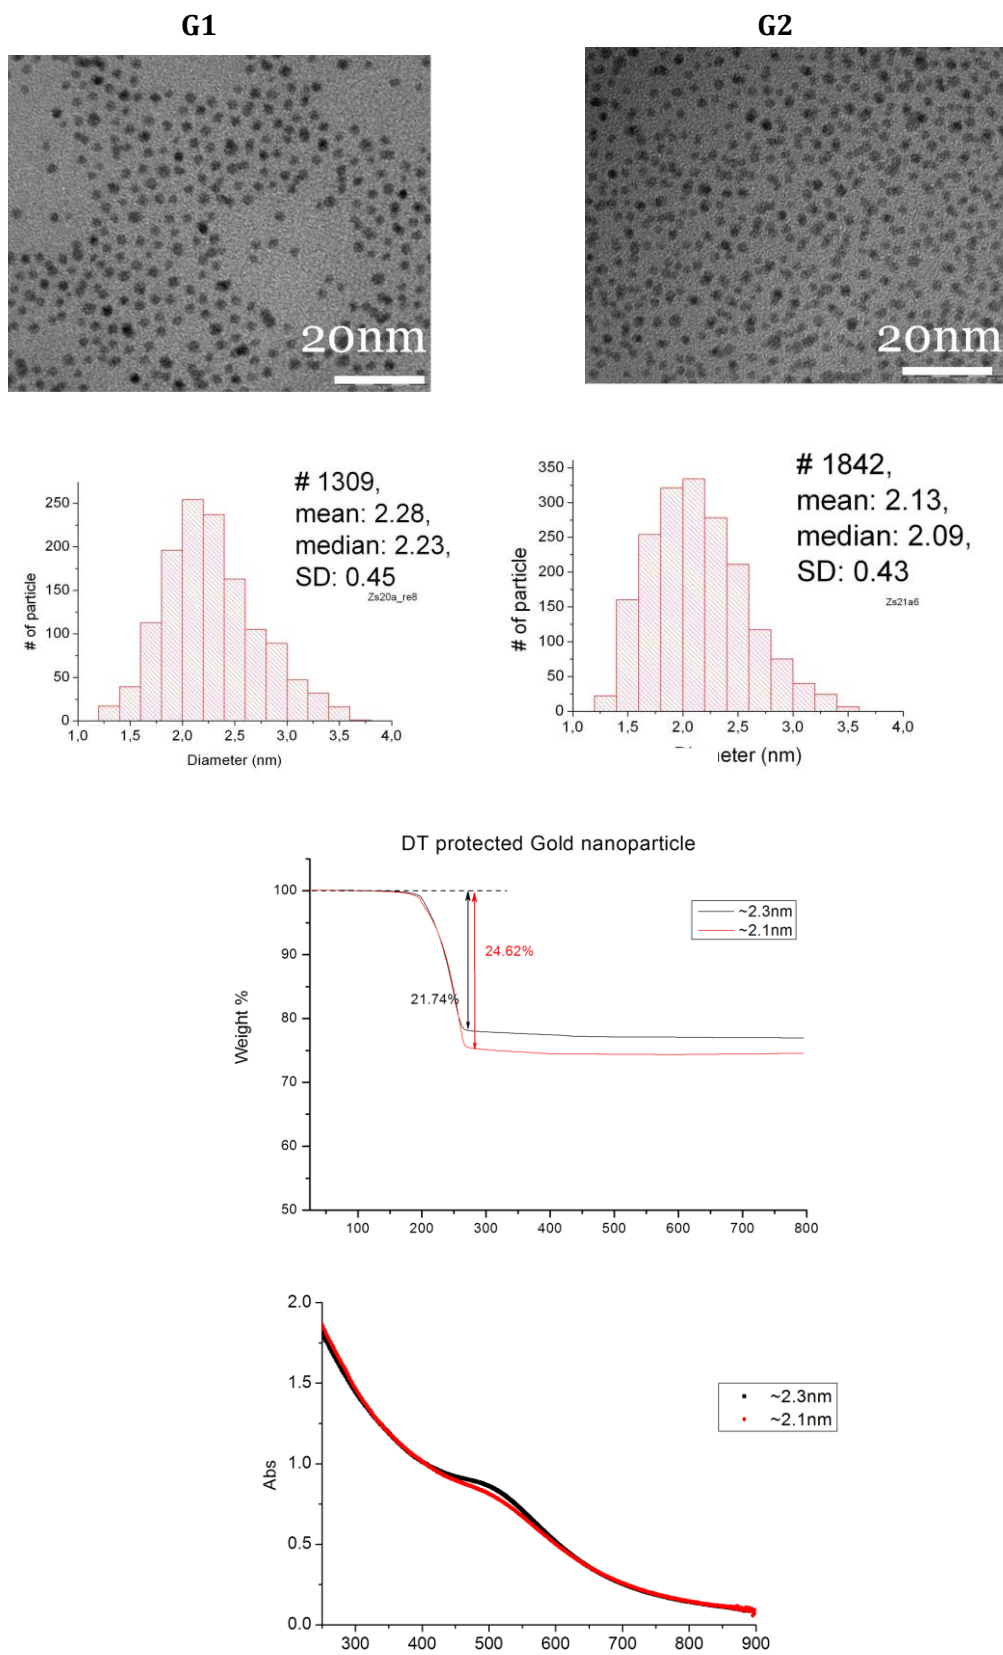 G1
G2
20nm
20nm
# 1309,
mean: 2.28,
median: 2.23,
SD: 0.45
Zs20a_re8
# of particle
250
200
150
100
50
0
1,0 1,5 2,0 2,5 3,0 3,5 4,0
Diameter (nm)
# 1842,
mean: 2.13,
median: 2.09,
SD: 0.43
Zs21a6
# of particle
350
300
250
200
150
100
50
0
1,0 1,5 2,0 2,5 3,0 3,5 4,0
eter (nm)
DT protected Gold nanoparticle
~2.3nm
~2.1nm
24.62%
21.74%
Weight %
100
90
80
70
60
50
100 200 300 400 500 600 700 800
~2.3nm
~2.1nm
Abs
2.0
1.5
1.0
0.5
0.0
300 400 500 600 700 800 900